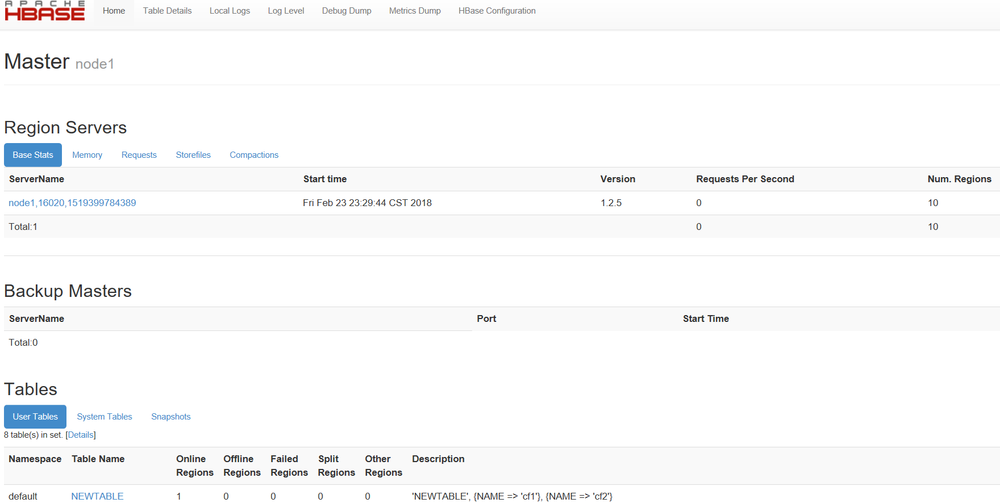 APACHE
HBASE
Home Table Details Local Logs Log Level Debug Dump Metrics Dump HBase Configuration
Master node1
Region Servers
Base Stats Memory Requests Storefiles Compactions
ServerName Start time Version Requests Per Second Num. Regions
node1,16020,1519399784389 Fri Feb 23 23:29:44 CST 2018 1.2.5 0 10
Total:1 0 10
Backup Masters
ServerName Port Start Time
Total:0
Tables
User Tables System Tables Snapshots
8 table(s) in set. [Details]
Namespace Table Name Online Offline Failed Split Other Description
Regions Regions Regions Regions Regions
default NEWTABLE 1 0 0 0 0 'NEWTABLE', {NAME => 'cf1'}, {NAME => 'cf2'}